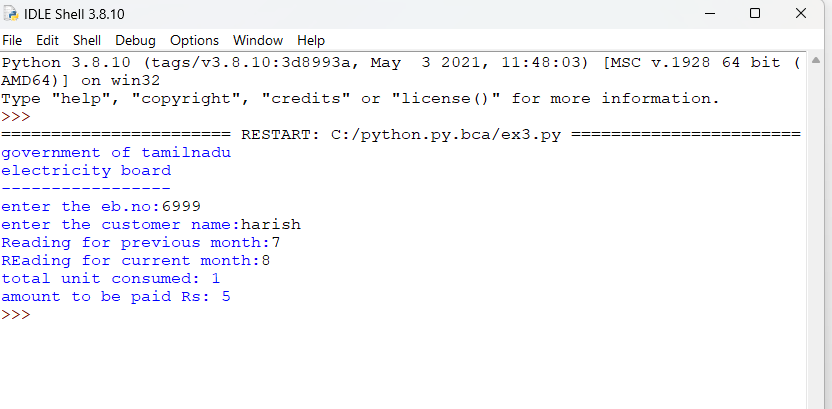 IDLE Shell 3.8.10
File Edit Shell Debug Options Window Help
Python 3.8.10 (tags/v3.8.10:3d8993a, May  3 2021, 11:48:03) [MSC v.1928 64 bit (
AMD64)] on win32
Type "help", "copyright", "credits" or "license()" for more information.
>>>
======================= RESTART: C:/python.py.bca/ex3.py =======================
government of tamilnadu
electricity board
-----------------
enter the eb.no:6999
enter the customer name:harish
Reading for previous month:7
REading for current month:8
total unit consumed: 1
amount to be paid Rs: 5
>>>